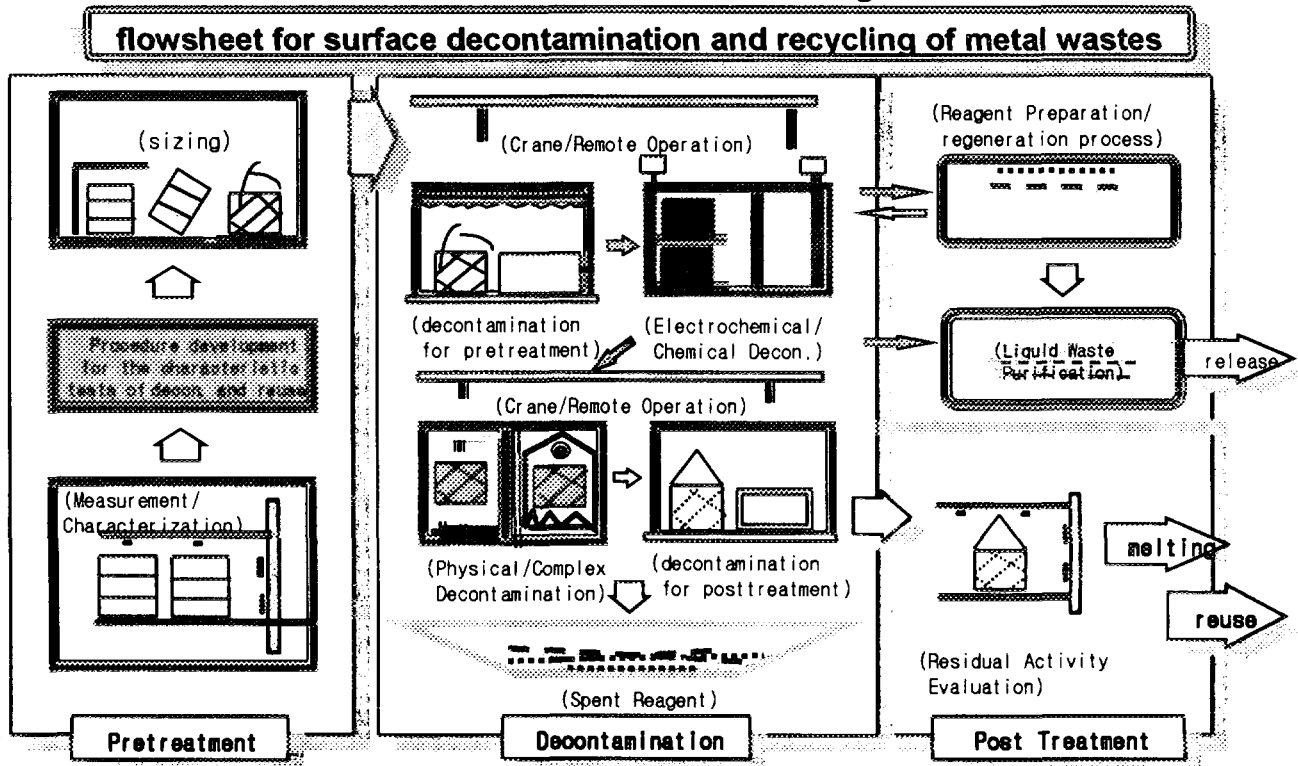 flowsheet for surface decontamination and recycling of metal wastes
(sizing)
Procedure development
for the characteristic
tests of decon. and reuse
(Measurement/
Characterization)
Pretreatment
(Crane/Remote Operation)
(decontamination
for pretreatment)
(Electrochemical/
Chemical Decon.)
(Crane/Remote Operation)
(Physical/Complex
Decontamination)
(decontamination
for posttreatment)
(Spent Reagent)
Decontamination
(Reagent Preparation/
regeneration process)
(Liquid Waste
Purification)
release
melting
reuse
(Residual Activity
Evaluation)
Post Treatment